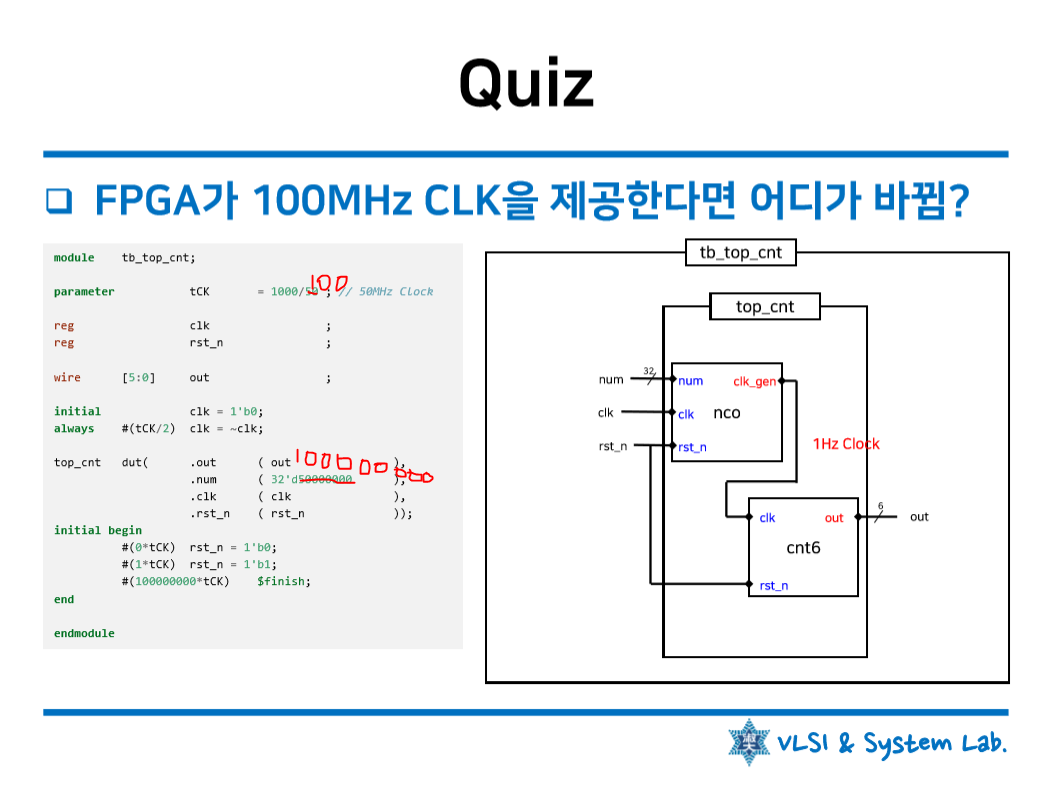 Quiz
❑ FPGA가 100MHz CLK을 제공한다면 어디가 바뀜?
module tb_top_cnt;
100
parameter tCK = 1000/50 ; // 50MHz Clock
reg clk ;
reg rst_n ;
wire [5:0] out ;
initial clk = 1'b0;
always #(tCK/2) clk = ~clk;
top_cnt dut( .out ( out ),
100000000
.num ( 32'd50000000 ),
.clk ( clk ),
.rst_n ( rst_n ));
initial begin
#(0*tCK) rst_n = 1'b0;
#(1*tCK) rst_n = 1'b1;
#(100000000*tCK) $finish;
end
endmodule
tb_top_cnt
top_cnt
num 32 num clk_gen
clk clk nco
rst_n rst_n
1Hz Clock
clk out 6 out
cnt6
rst_n
VLSI & System Lab.